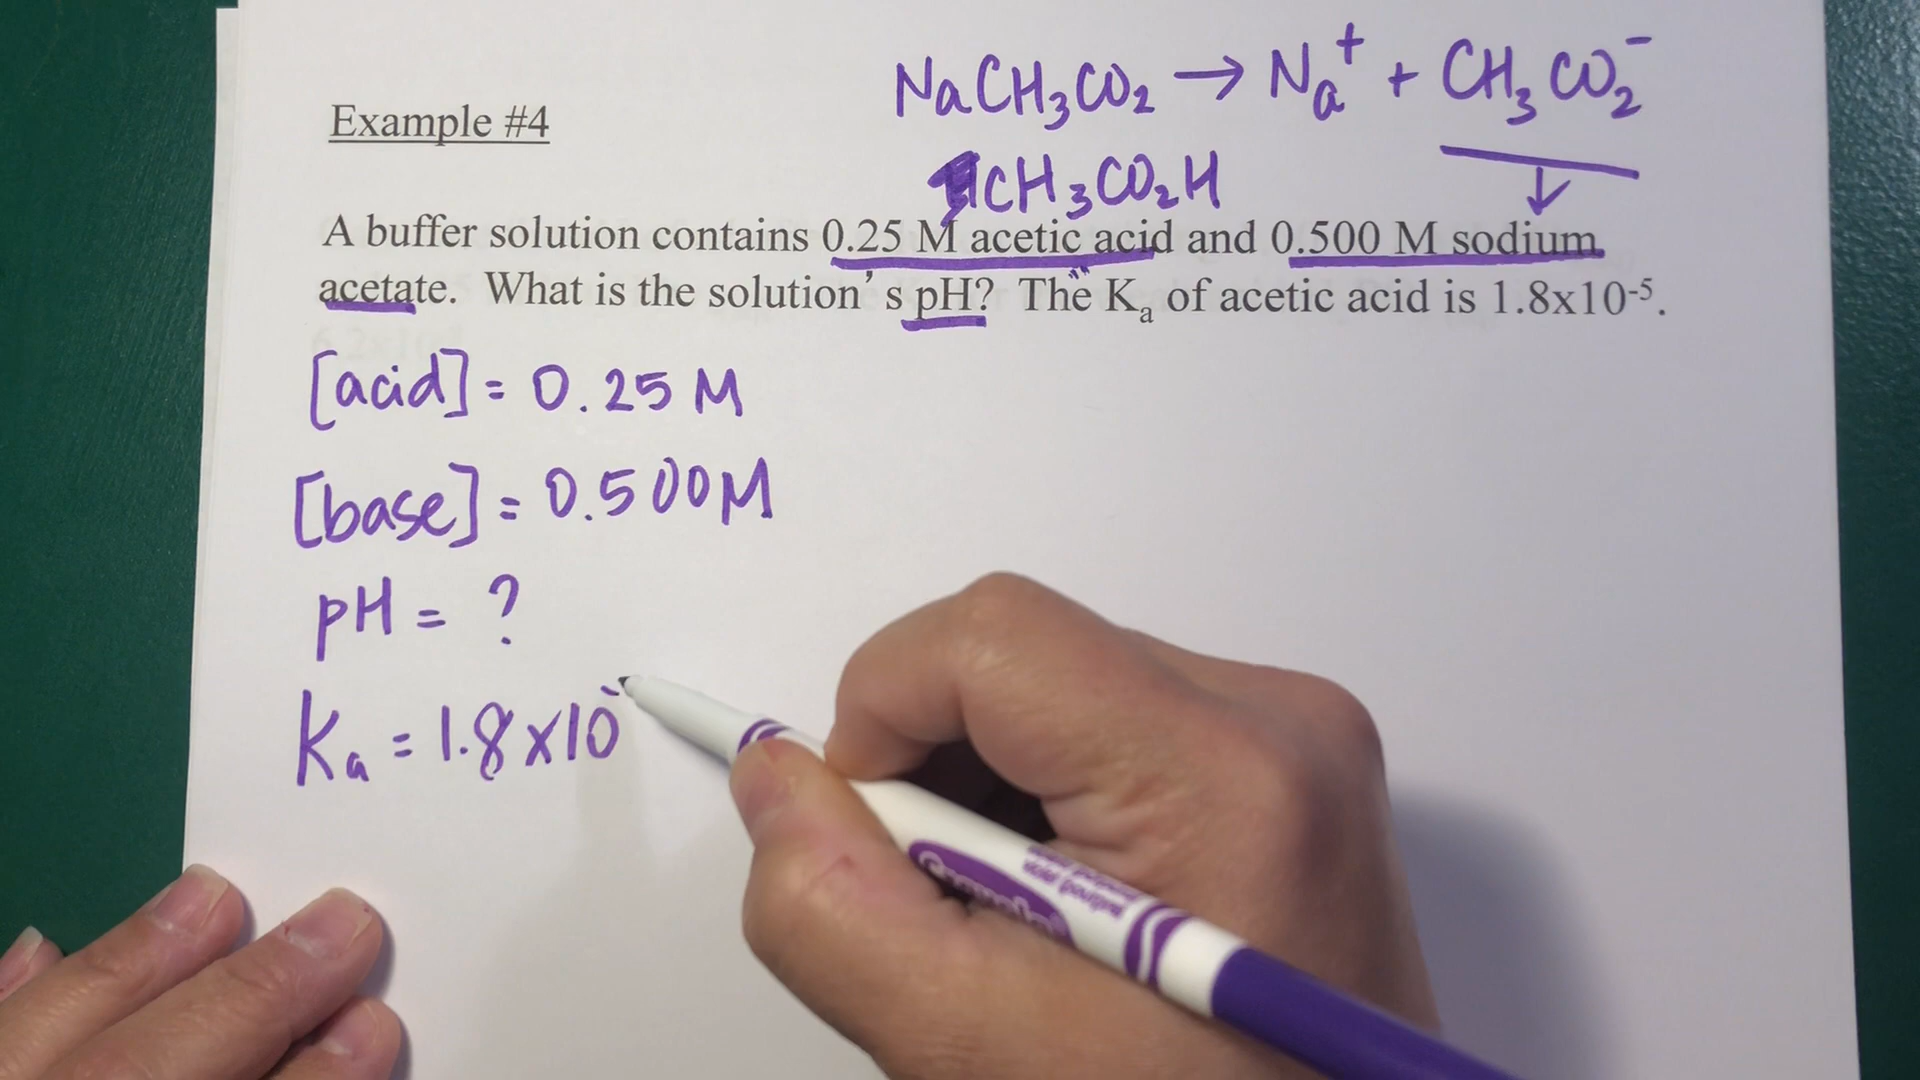 NaCH₃CO₂ → Na⁺ + CH₃CO₂⁻
Example #4
CH₃CO₂H
A buffer solution contains 0.25 M acetic acid and 0.500 M sodium
acetate. What is the solution's pH? The Kₐ of acetic acid is 1.8x10⁻⁵.
[acid] = 0.25 M
[base] = 0.500 M
pH = ?
Kₐ = 1.8x10⁻
Crayola